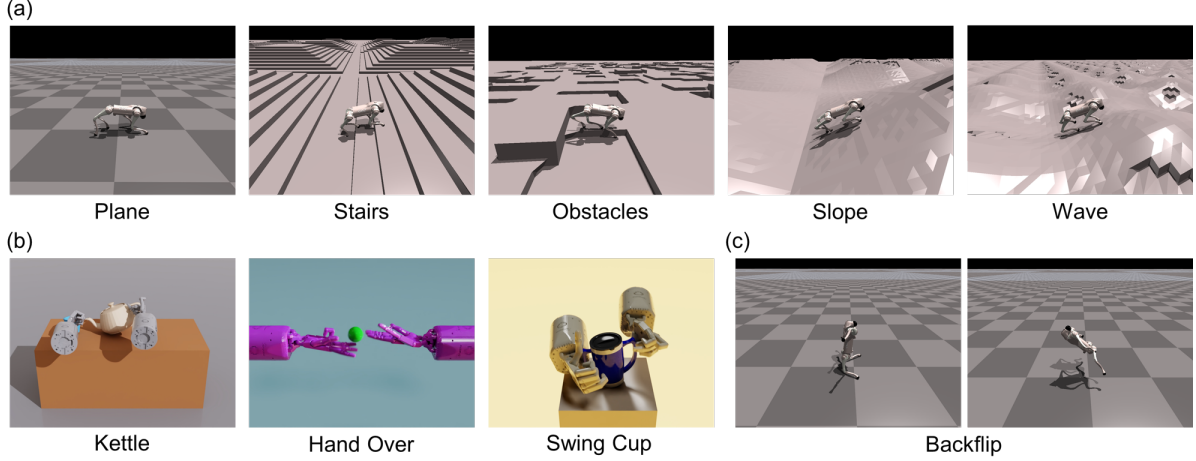 (a)
Plane
Stairs
Obstacles
Slope
Wave
(b)
(c)
Kettle
Hand Over
Swing Cup
Backflip